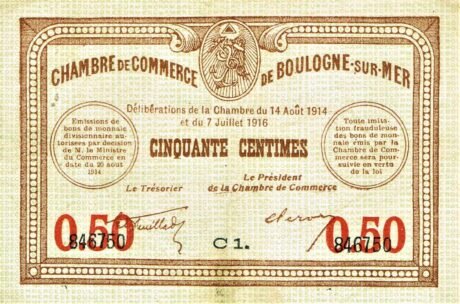 CHAMBRE DE COMMERCE
DE BOULOGNE-SUR-MER
Délibérations de la Chambre du 14 Août 1914
et du 7 Juillet 1916
Emissions de
bons de monnaie
divisionnaire au-
torisées par décision
de M. le Ministre
du Commerce en
date du 20 août
1914
CINQUANTE CENTIMES
Toute imita-
tion frauduleuse
des bons de mon-
naie émis par la
Chambre de Com-
merce sera pour-
suivie en vertu
de la loi
Le Trésorier
Le Président
de la Chambre de Commerce
0.50
846750
C 1.
0.50
846750